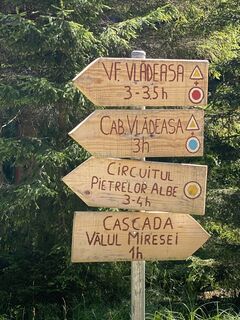 VF. VLĂDEASA
3-3.5h
CAB. VLĂDEASA
3h
CIRCUITUL
PIETRELOR ALBE
3-4h
CASCADA
VĂLUL MIRESEI
1h